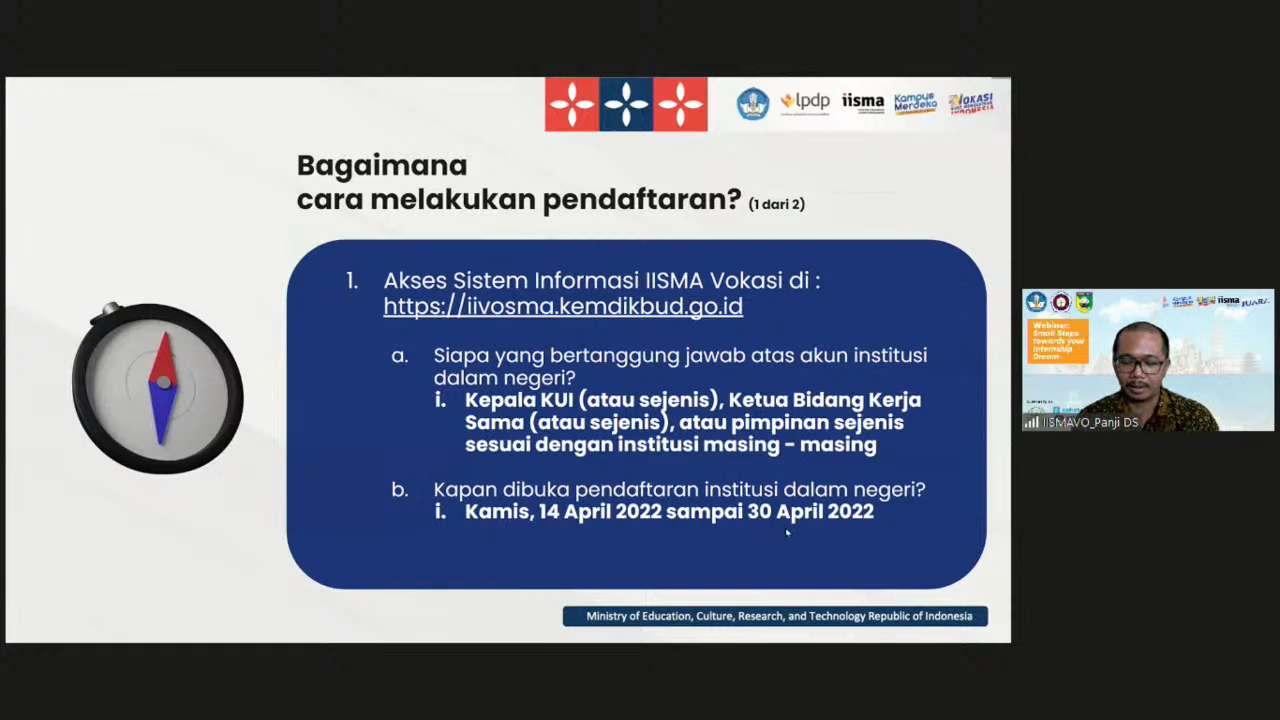 lpdp
iisma
Kampus
Merdeka
VOKASI
INDONESIA
Bagaimana
cara melakukan pendaftaran? (1 dari 2)
1. Akses Sistem Informasi IISMA Vokasi di :
https://iivosma.kemdikbud.go.id
a. Siapa yang bertanggung jawab atas akun institusi
dalam negeri?
i. Kepala KUI (atau sejenis), Ketua Bidang Kerja
Sama (atau sejenis), atau pimpinan sejenis
sesuai dengan institusi masing - masing
b. Kapan dibuka pendaftaran institusi dalam negeri?
i. Kamis, 14 April 2022 sampai 30 April 2022
Ministry of Education, Culture, Research, and Technology Republic of Indonesia
iisma
JUARA
Webinar:
Small Steps
towards your
Internship
Dream
IISMAVO_Panji DS